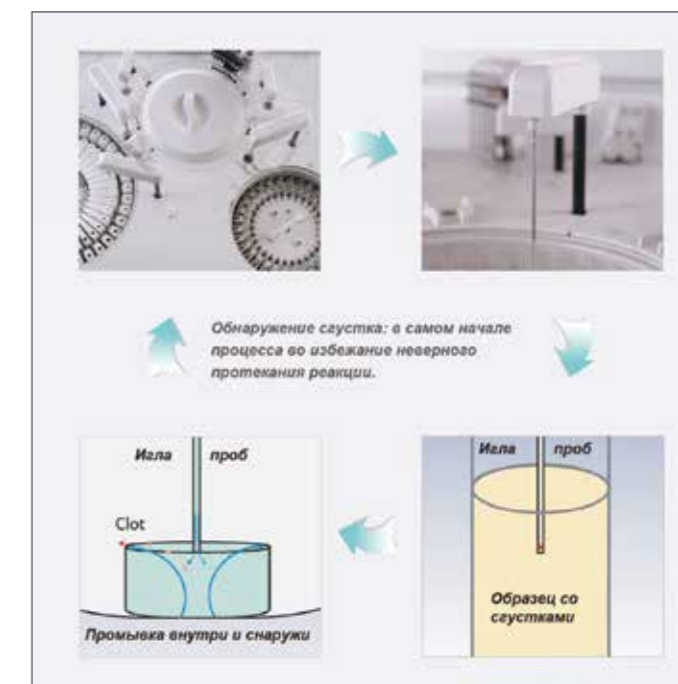 Обнаружение сгустка: в самом начале
процесса во избежание неверного
протекания реакции.
Игла проб
Clot
Промывка внутри и снаружи
Игла проб
Образец со
сгустками